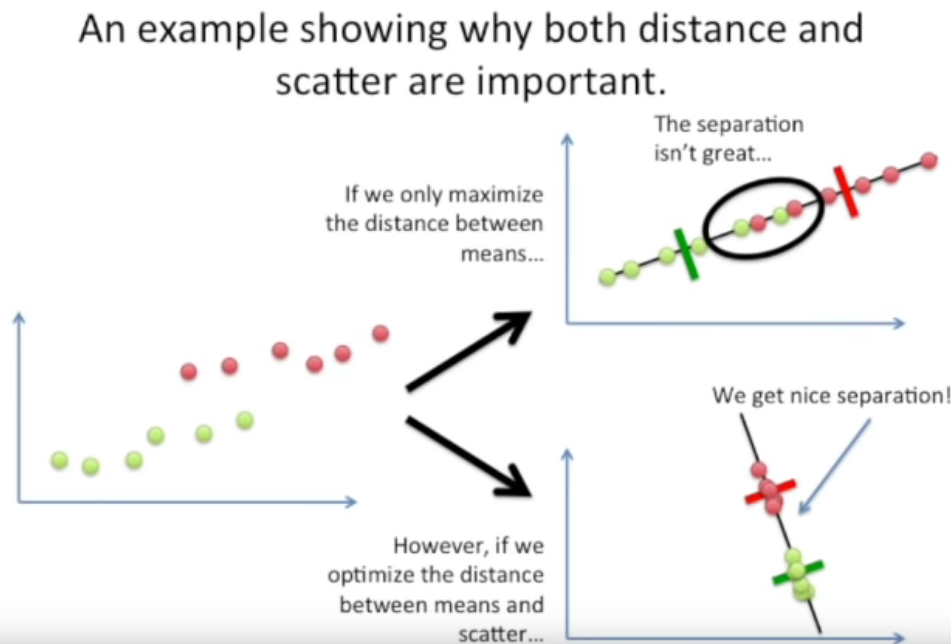 An example showing why both distance and
scatter are important.
The separation
isn't great...
If we only maximize
the distance between
means...
We get nice separation!
However, if we
optimize the distance
between means and
scatter...